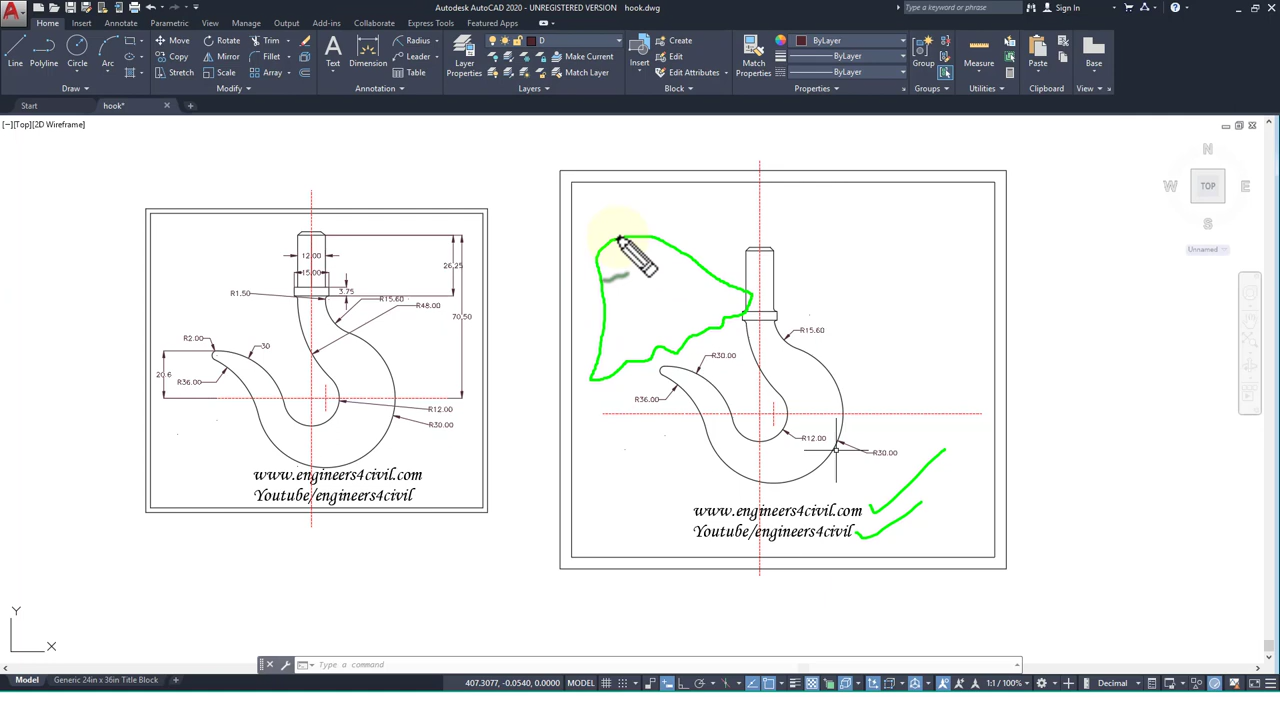 Autodesk AutoCAD 2020 - UNREGISTERED VERSION hook.dwg
Type a keyword or phrase
Sign In
Home Insert Annotate Parametric View Manage Output Add-ins Collaborate Express Tools Featured Apps
Line Polyline Circle Arc
Move Rotate Trim
Copy Mirror Fillet
Stretch Scale Array
Text Dimension
Radius
Leader
Table
Layer Properties
D
Make Current
Match Layer
Insert
Create
Edit
Edit Attributes
Match Properties
ByLayer
ByLayer
ByLayer
Group
Measure
Paste
Base
Draw Modify Annotation Layers Block Properties Groups Utilities Clipboard View
Start hook*
[−][Top][2D Wireframe]
N
W TOP E
S
Unnamed
12.00
15.00
26.25
3.75
R1.50
R15.60
R48.00
70.50
R2.00
30
20.6
R36.00
R12.00
R30.00
www.engineers4civil.com
Youtube/engineers4civil
R15.60
R30.00
R36.00
R12.00
R30.00
www.engineers4civil.com
Youtube/engineers4civil
Y
X
Type a command
Model Generic 24in x 36in Title Block
407.3077, -0.0540, 0.0000 MODEL
1:1 / 100%
Decimal